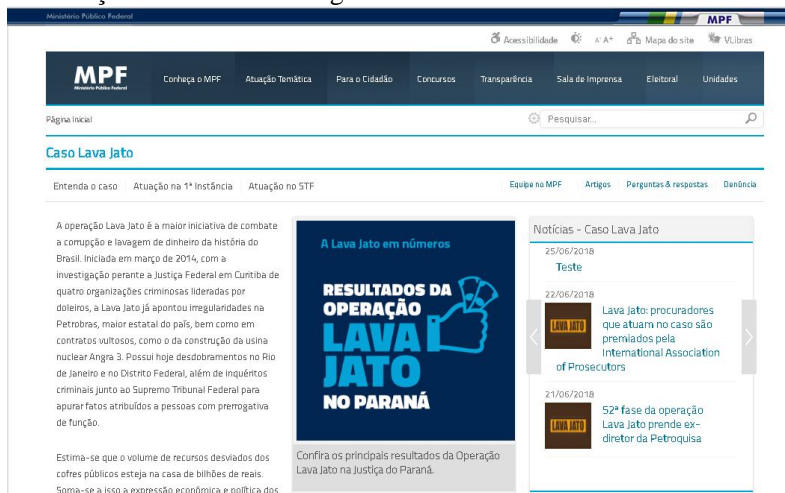 Ministério Público Federal
MPF
Acessibilidade
A- A+
Mapa do site
VLibras
MPF
Ministério Público Federal
Conheça o MPF
Atuação Temática
Para o Cidadão
Concursos
Transparência
Sala de Imprensa
Eleitoral
Unidades
Página Inicial
Pesquisar...
Caso Lava Jato
Entenda o caso
Atuação na 1ª Instância
Atuação no STF
Equipe no MPF
Artigos
Perguntas & respostas
Denúncia
A operação Lava Jato é a maior iniciativa de combate
a corrupção e lavagem de dinheiro da história do
Brasil. Iniciada em março de 2014, com a
investigação perante a Justiça Federal em Curitiba de
quatro organizações criminosas lideradas por
doleiros, a Lava Jato já apontou irregularidades na
Petrobras, maior estatal do país, bem como em
contratos vultosos, como o da construção da usina
nuclear Angra 3. Possui hoje desdobramentos no Rio
de Janeiro e no Distrito Federal, além de inquéritos
criminais junto ao Supremo Tribunal Federal para
apurar fatos atribuídos a pessoas com prerrogativa
de função.
Estima-se que o volume de recursos desviados dos
cofres públicos esteja na casa de bilhões de reais.
Soma-se a isso a expressão econômica e política dos
A Lava Jato em números
RESULTADOS DA
OPERAÇÃO
LAVA
JATO
NO PARANÁ
Confira os principais resultados da Operação
Lava Jato na Justiça do Paraná.
Notícias - Caso Lava Jato
25/06/2018
Teste
22/06/2018
LAVA JATO
Lava Jato: procuradores
que atuam no caso são
premiados pela
International Association
of Prosecutors
21/06/2018
LAVA JATO
52ª fase da operação
Lava Jato prende ex-
diretor da Petroquisa